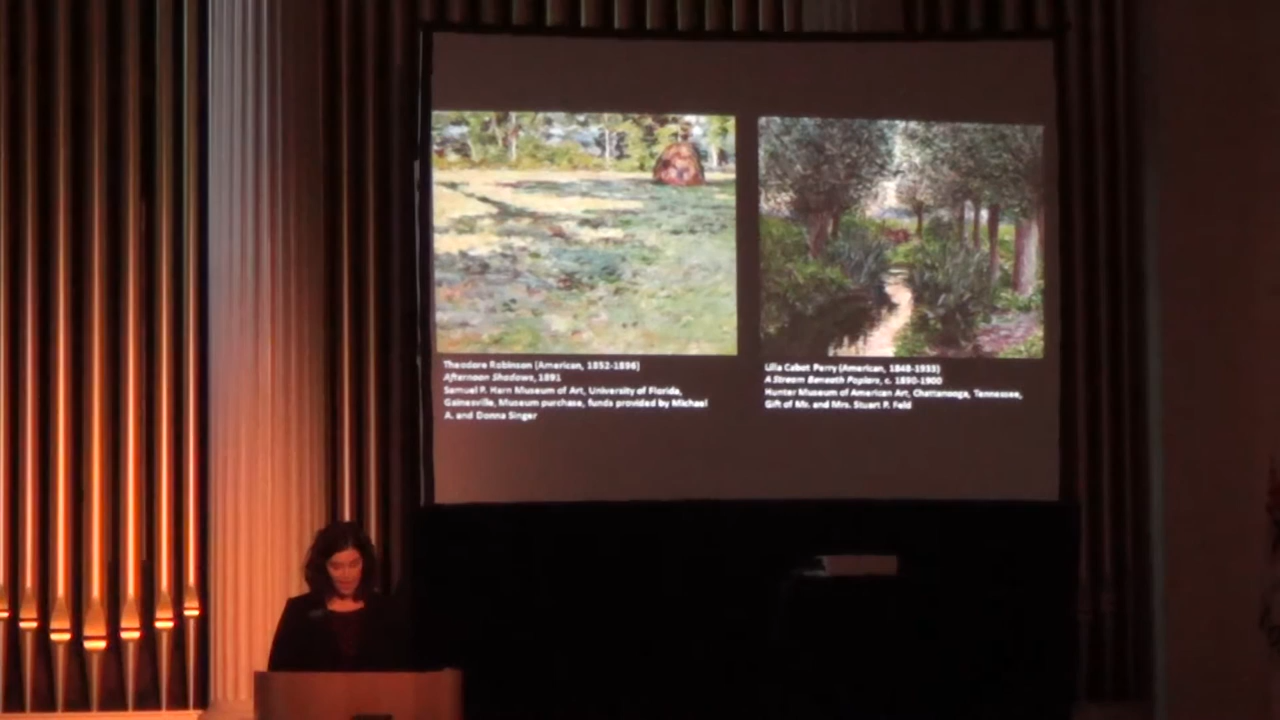 Theodore Robinson (American, 1852-1896)
Afternoon Shadows, 1891
Samuel P. Harn Museum of Art, University of Florida,
Gainesville, Museum purchase, funds provided by Michael
A. and Donna Singer
Lilla Cabot Perry (American, 1848-1933)
A Stream Beneath Poplars, c. 1890-1900
Hunter Museum of American Art, Chattanooga, Tennessee,
Gift of Mr. and Mrs. Stuart P. Feld